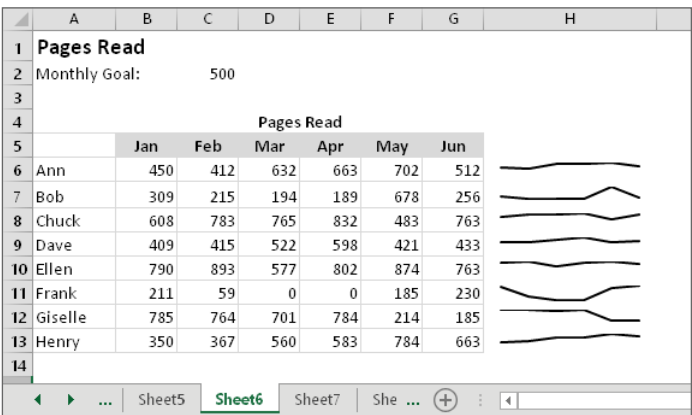 A B C D E F G H
1 Pages Read
2 Monthly Goal: 500
3
4 Pages Read
5 Jan Feb Mar Apr May Jun
6 Ann 450 412 632 663 702 512
7 Bob 309 215 194 189 678 256
8 Chuck 608 783 765 832 483 763
9 Dave 409 415 522 598 421 433
10 Ellen 790 893 577 802 874 763
11 Frank 211 59 0 0 185 230
12 Giselle 785 764 701 784 214 185
13 Henry 350 367 560 583 784 663
14
... Sheet5 Sheet6 Sheet7 She ...